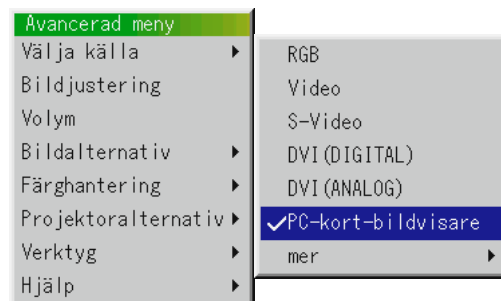 Avancerad meny
Välja källa
Bildjustering
Volym
Bildalternativ
Färghantering
Projektoralternativ
Verktyg
Hjälp
RGB
Video
S-Video
DVI(DIGITAL)
DVI(ANALOG)
PC-kort-bildvisare
mer